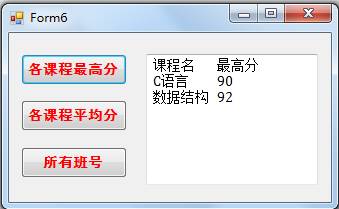 Form6
各课程最高分
各课程平均分
所有班号
课程名 最高分
C语言 90
数据结构 92